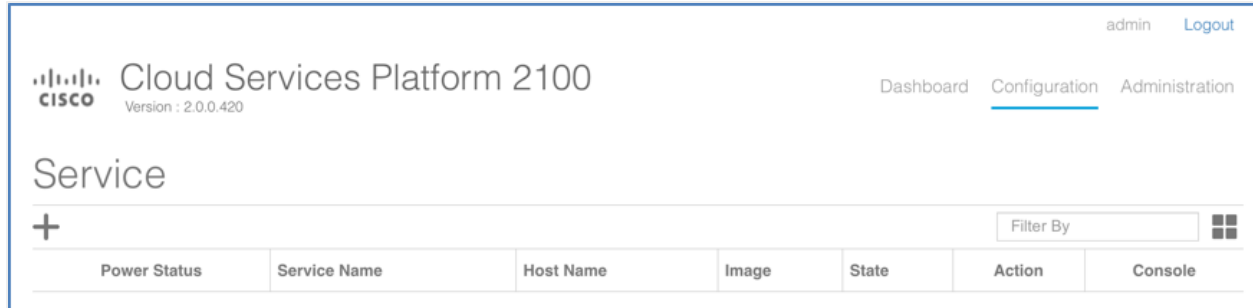 admin Logout
CISCO Cloud Services Platform 2100
Version : 2.0.0.420
Dashboard Configuration Administration
Service
Filter By
Power Status Service Name Host Name Image State Action Console